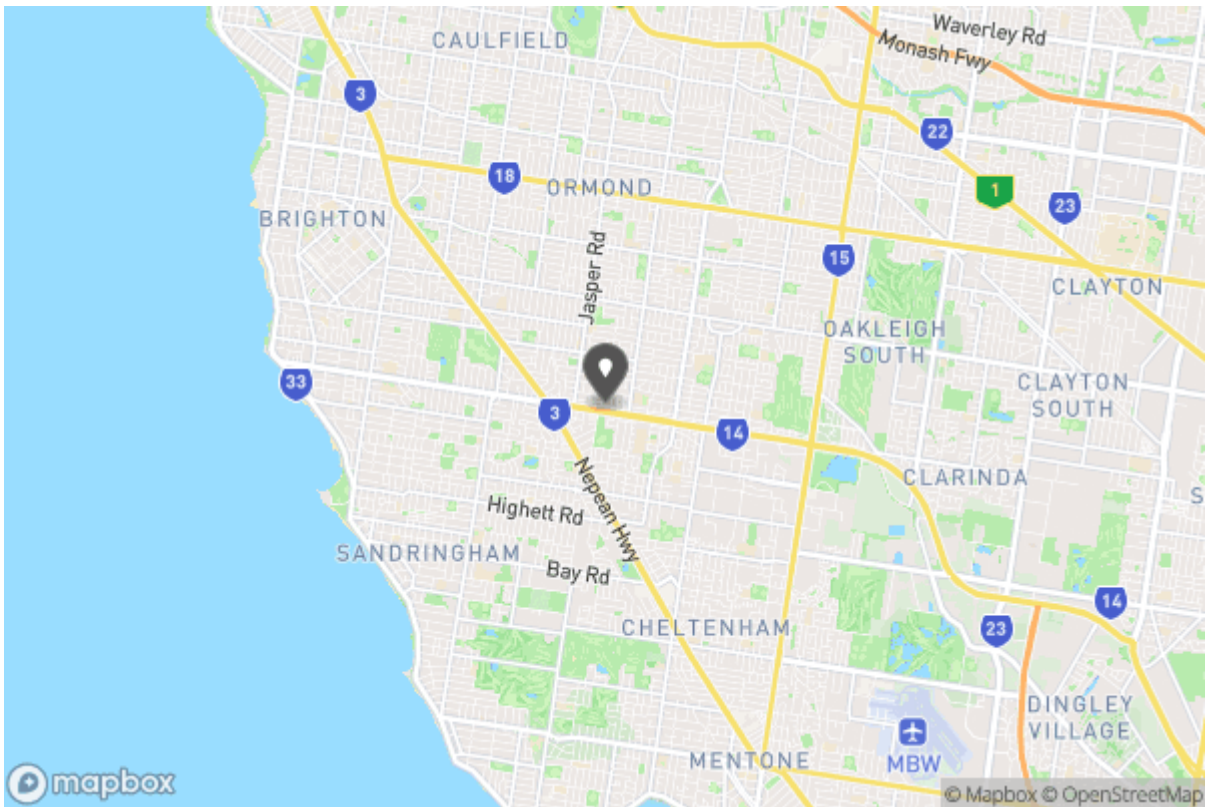 Waverley Rd
CAULFIELD
Monash Fwy
3
22
18
ORMOND
1
23
BRIGHTON
Jasper Rd
15
CLAYTON
OAKLEIGH
SOUTH
33
CLAYTON
SOUTH
3
14
CLARINDA
S
Nepean Hwy
Highett Rd
SANDRINGHAM
Bay Rd
14
CHELTENHAM
23
DINGLEY
VILLAGE
MENTONE
MBW
mapbox
© Mapbox © OpenStreetMap